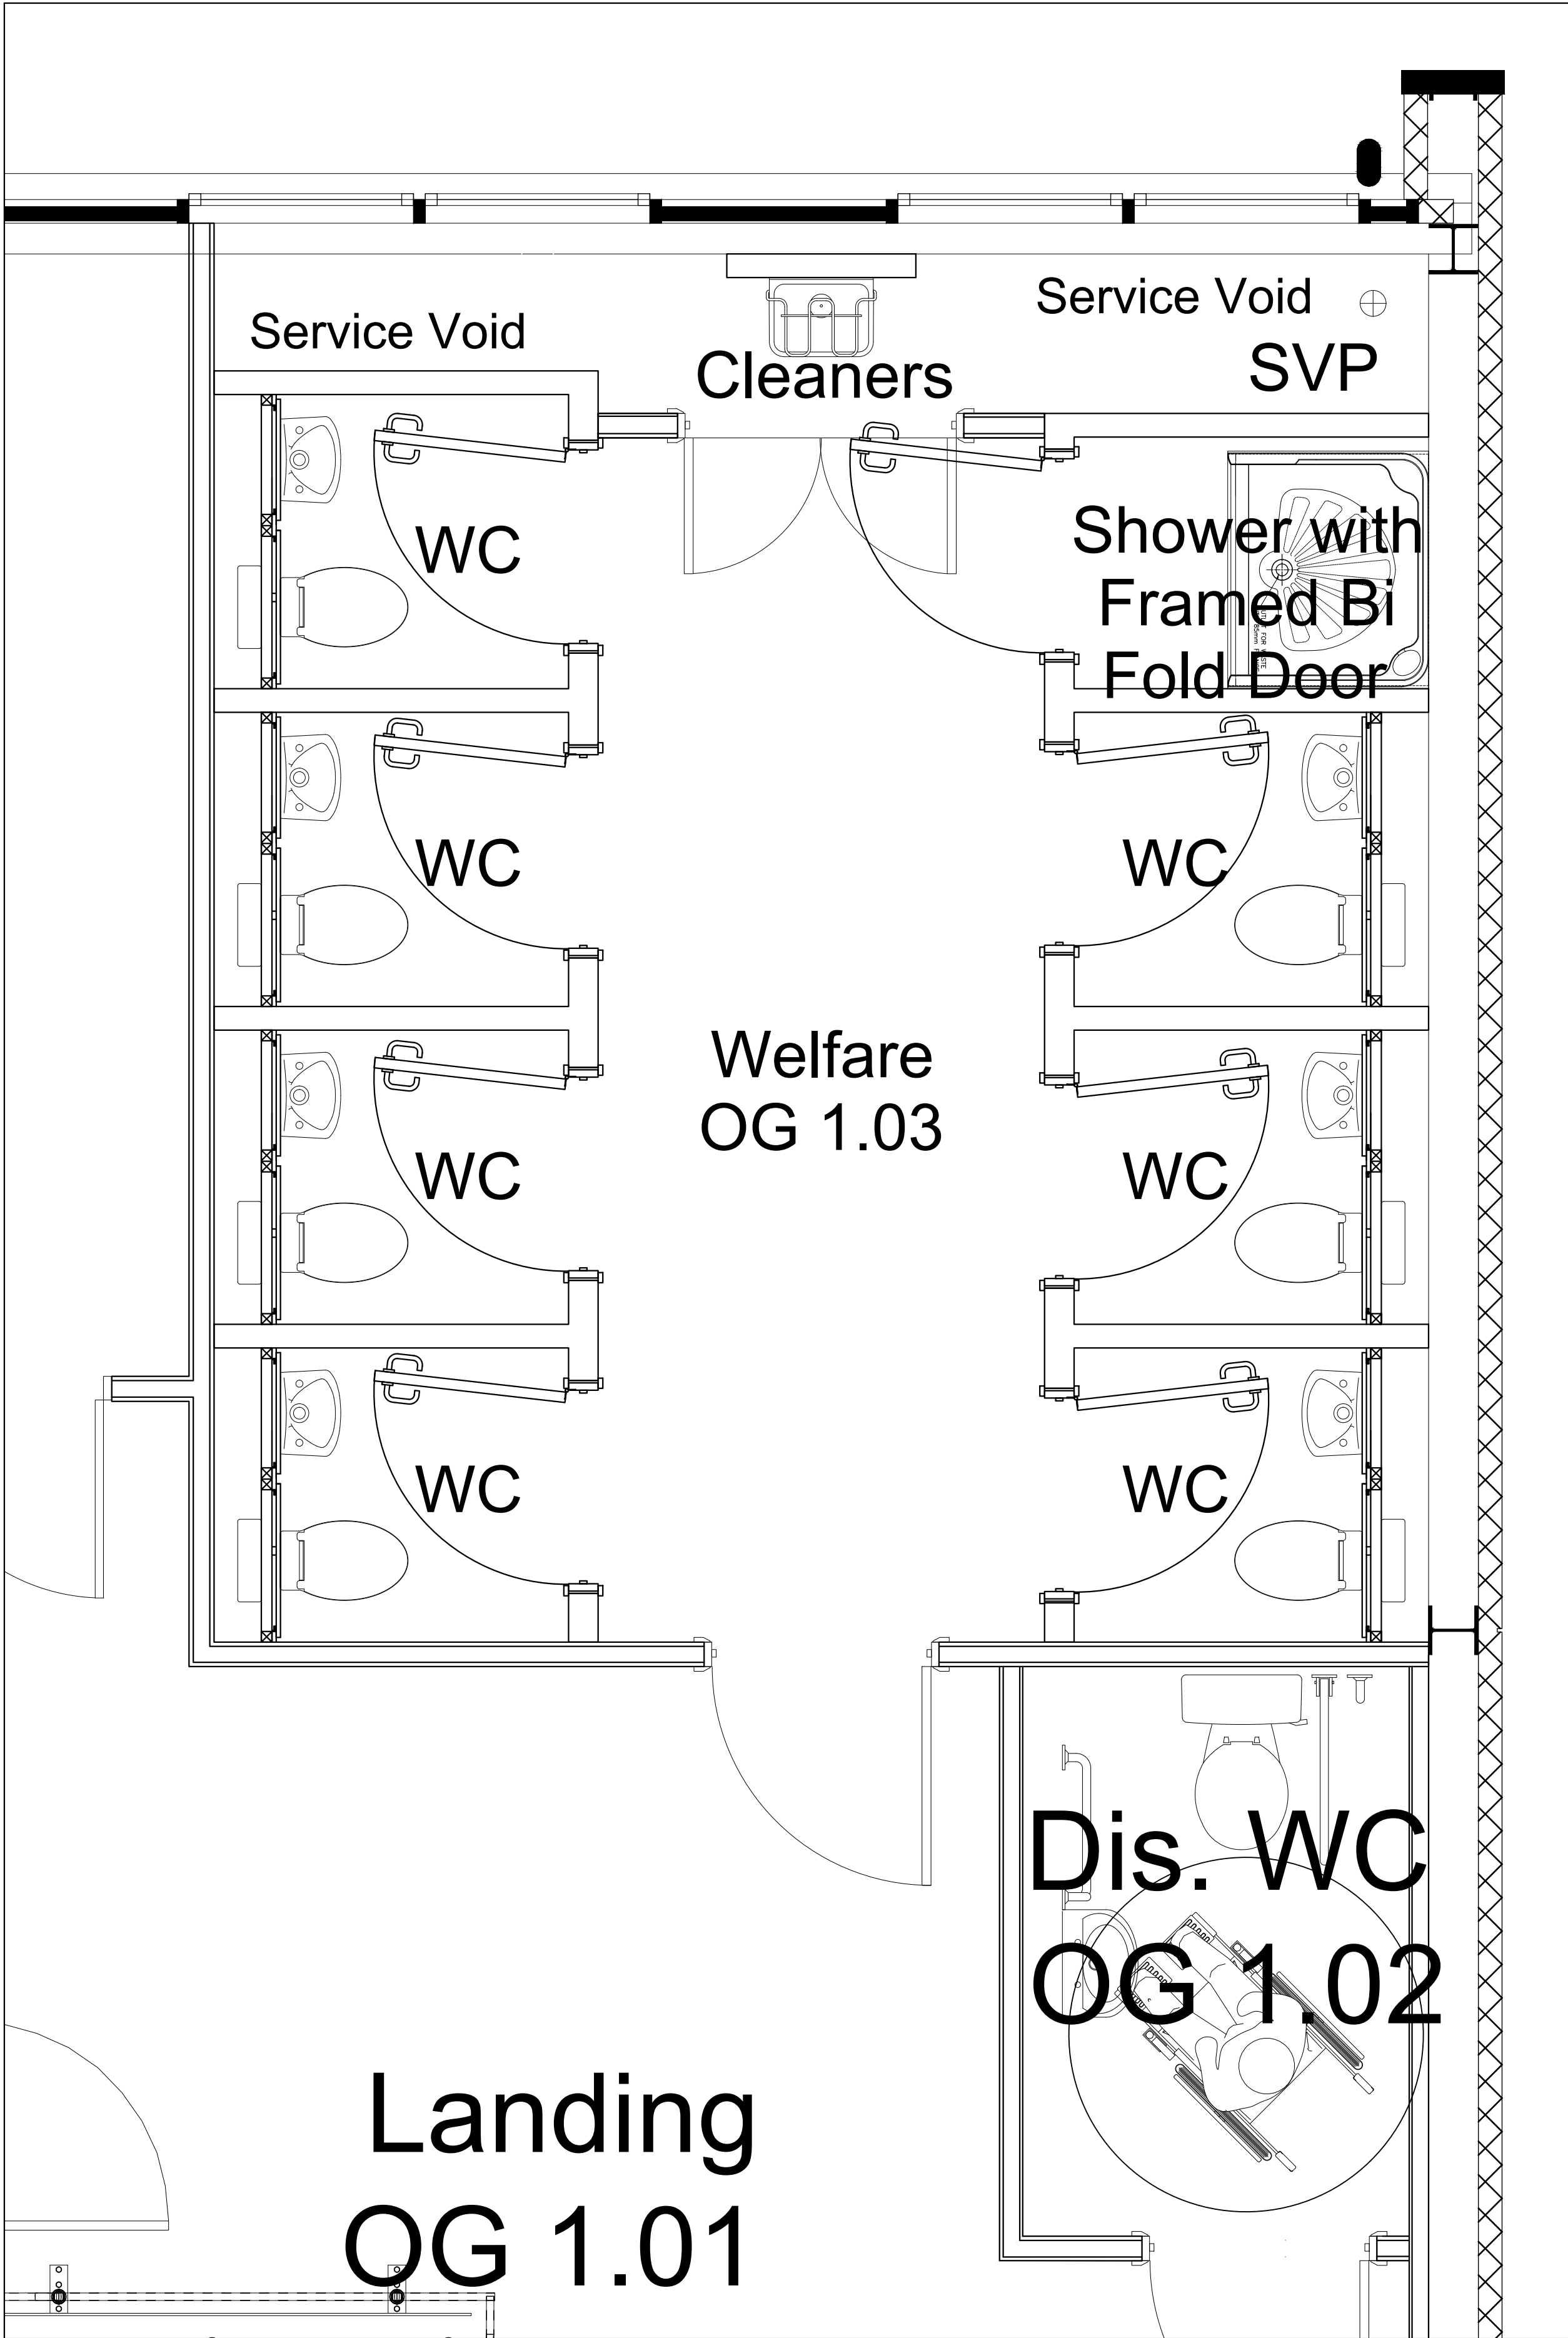 Service Void
Service Void
SVP
Cleaners
WC
Shower with
Framed Bi
Fold Door
WC
WC
Welfare
OG 1.03
WC
WC
WC
WC
Dis. WC
OG 1.02
Landing
OG 1.01